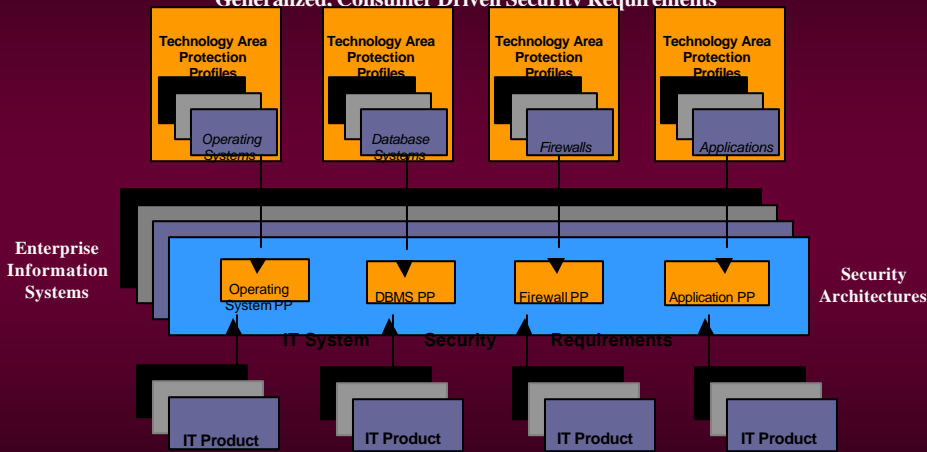 Generalized, Consumer Driven Security Requirements
Technology Area
Protection
Profiles
Operating
Systems
Technology Area
Protection
Profiles
Database
Systems
Technology Area
Protection
Profiles
Firewalls
Technology Area
Protection
Profiles
Applications
Enterprise
Information
Systems
Operating
System PP
DBMS PP
Firewall PP
Application PP
Security
Architectures
IT System Security Requirements
IT Product
IT Product
IT Product
IT Product